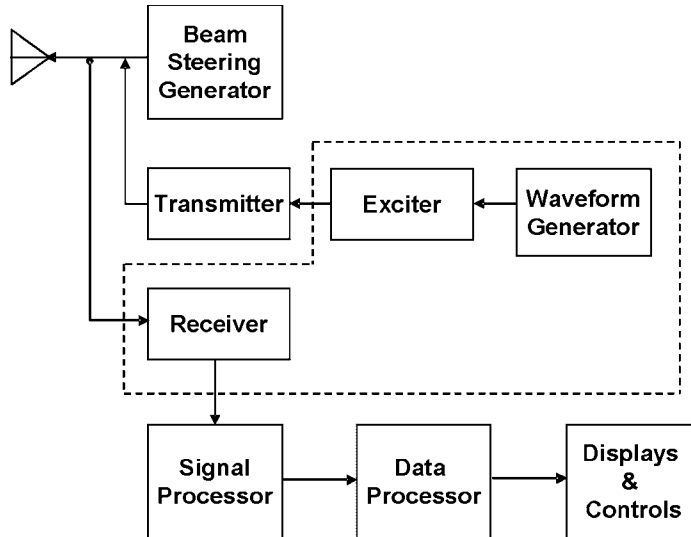 Beam
Steering
Generator
Transmitter
Exciter
Waveform
Generator
Receiver
Signal
Processor
Data
Processor
Displays
&
Controls